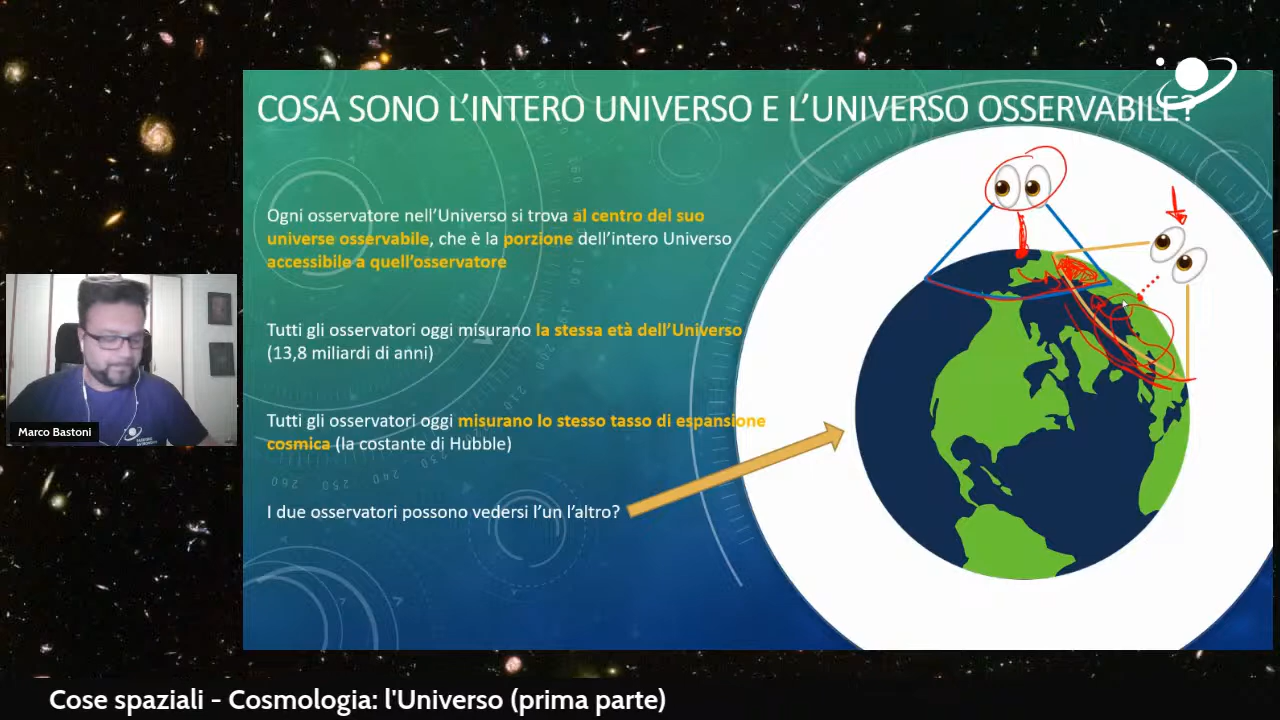 COSA SONO L'INTERO UNIVERSO E L'UNIVERSO OSSERVABILE?
Ogni osservatore nell'Universo si trova al centro del suo
universe osservabile, che è la porzione dell'intero Universo
accessibile a quell'osservatore
Tutti gli osservatori oggi misurano la stessa età dell'Universo
(13,8 miliardi di anni)
Tutti gli osservatori oggi misurano lo stesso tasso di espansione
cosmica (la costante di Hubble)
I due osservatori possono vedersi l'un l'altro?
Marco Bastoni
Cose spaziali - Cosmologia: l'Universo (prima parte)